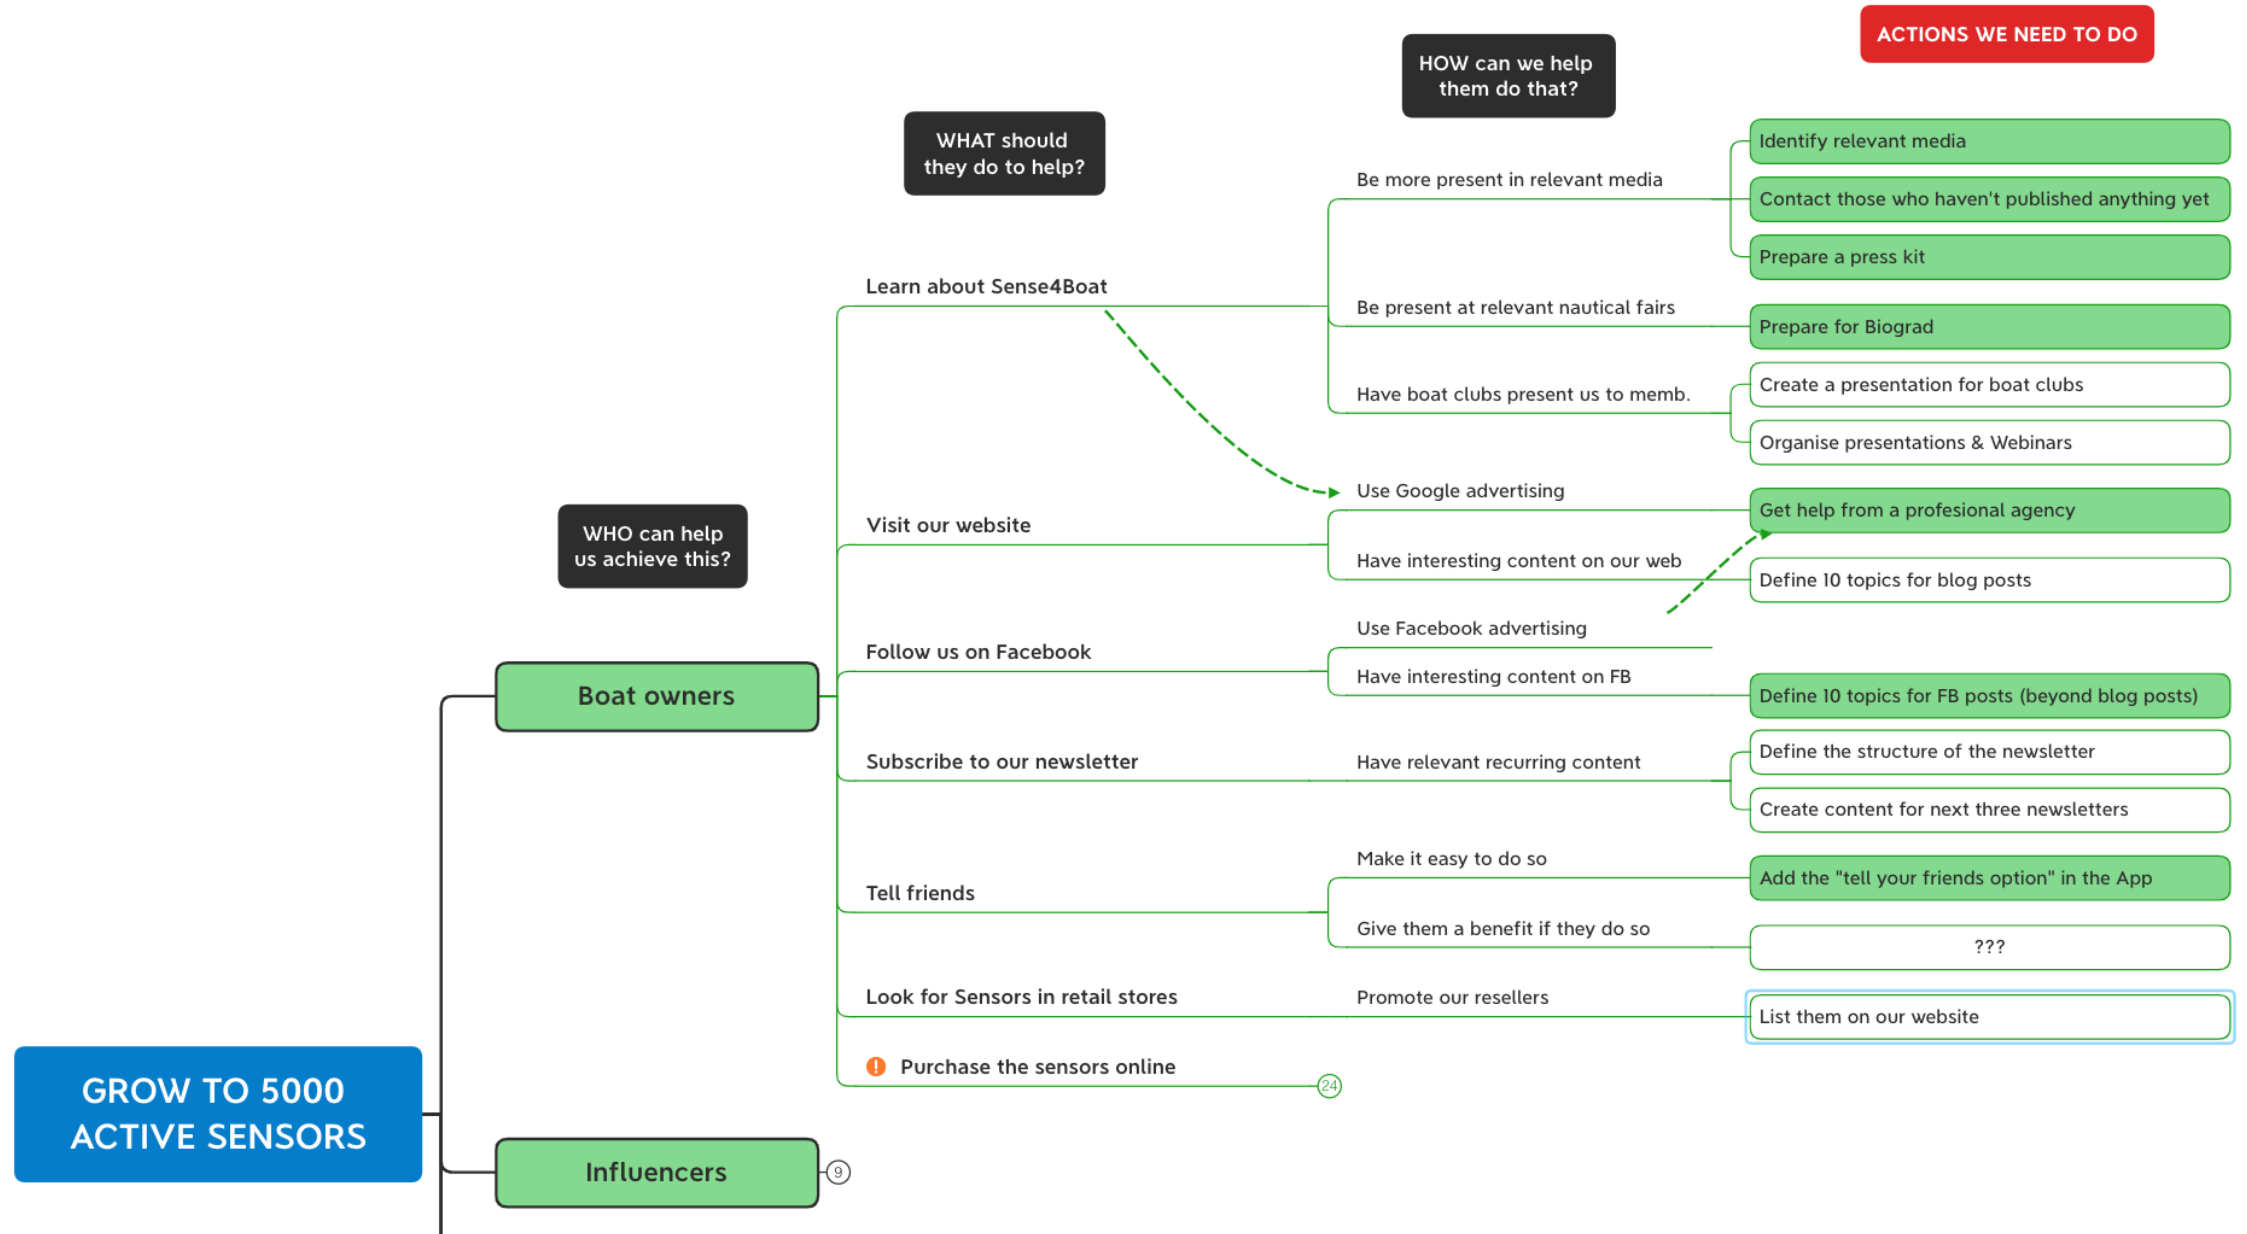 ACTIONS WE NEED TO DO
HOW can we help
them do that?
WHAT should
they do to help?
WHO can help
us achieve this?
GROW TO 5000
ACTIVE SENSORS
Boat owners
Learn about Sense4Boat
Be more present in relevant media
Identify relevant media
Contact those who haven't published anything yet
Prepare a press kit
Be present at relevant nautical fairs
Prepare for Biograd
Have boat clubs present us to memb.
Create a presentation for boat clubs
Organise presentations & Webinars
Visit our website
Use Google advertising
Get help from a profesional agency
Have interesting content on our web
Define 10 topics for blog posts
Follow us on Facebook
Use Facebook advertising
Have interesting content on FB
Define 10 topics for FB posts (beyond blog posts)
Subscribe to our newsletter
Have relevant recurring content
Define the structure of the newsletter
Create content for next three newsletters
Tell friends
Make it easy to do so
Add the "tell your friends option" in the App
Give them a benefit if they do so
???
Look for Sensors in retail stores
Promote our resellers
List them on our website
! Purchase the sensors online
24
Influencers
9